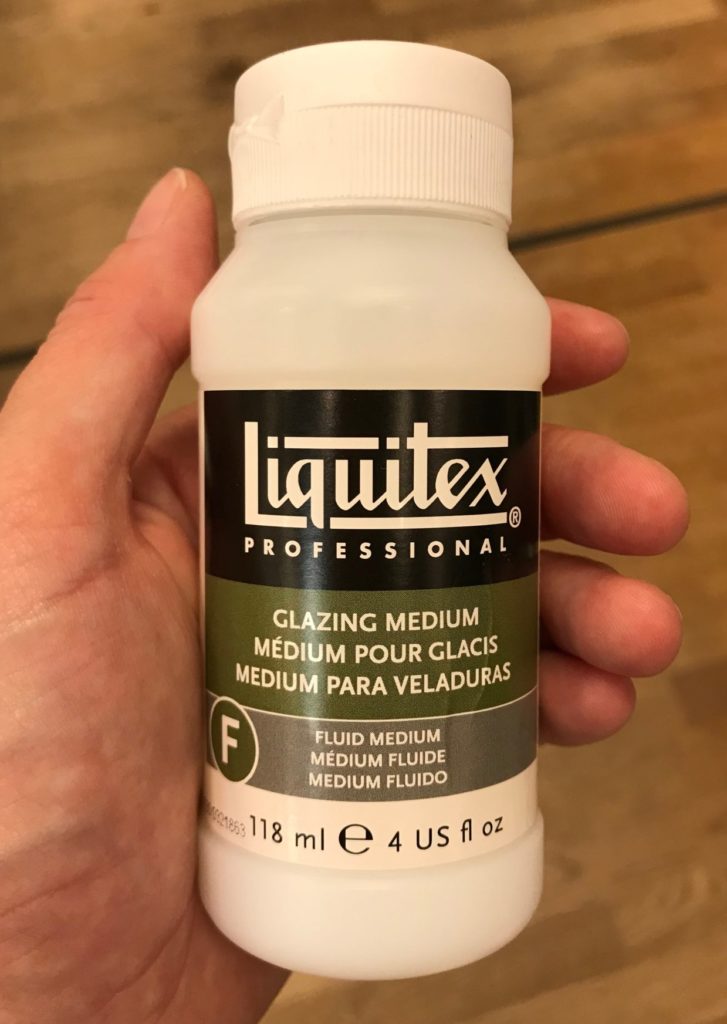 Liquitex®
PROFESSIONAL
GLAZING MEDIUM
MÉDIUM POUR GLACIS
MEDIUM PARA VELADURAS
F
FLUID MEDIUM
MÉDIUM FLUIDE
MEDIUM FLUIDO
118 ml ℮ 4 US fl oz